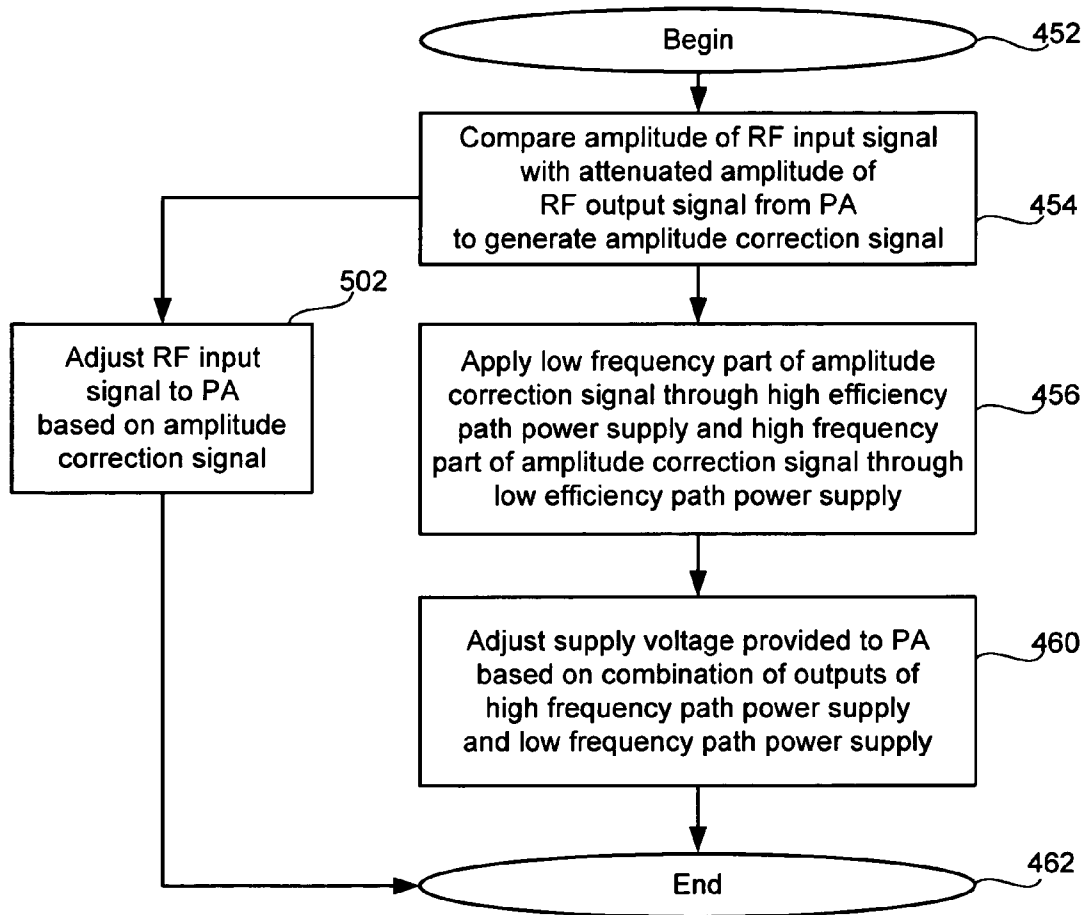 Begin
452
Compare amplitude of RF input signal
with attenuated amplitude of
RF output signal from PA
to generate amplitude correction signal
454
502
Adjust RF input
signal to PA
based on amplitude
correction signal
Apply low frequency part of amplitude
correction signal through high efficiency
path power supply and high frequency
part of amplitude correction signal through
low efficiency path power supply
456
Adjust supply voltage provided to PA
based on combination of outputs of
high frequency path power supply
and low frequency path power supply
460
End
462